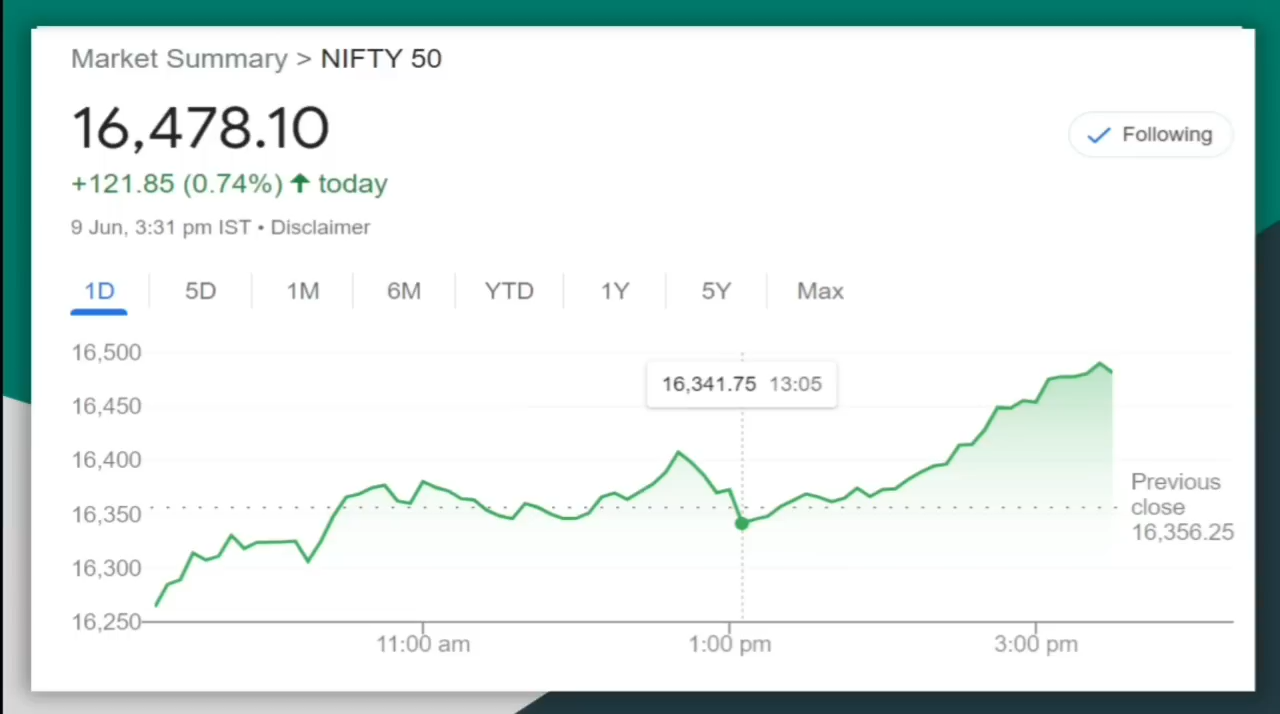 Market Summary > NIFTY 50
16,478.10
Following
+121.85 (0.74%) ↑ today
9 Jun, 3:31 pm IST • Disclaimer
1D 5D 1M 6M YTD 1Y 5Y Max
16,500
16,341.75 13:05
16,450
16,400
16,350
16,300
16,250
Previous
close
16,356.25
11:00 am 1:00 pm 3:00 pm